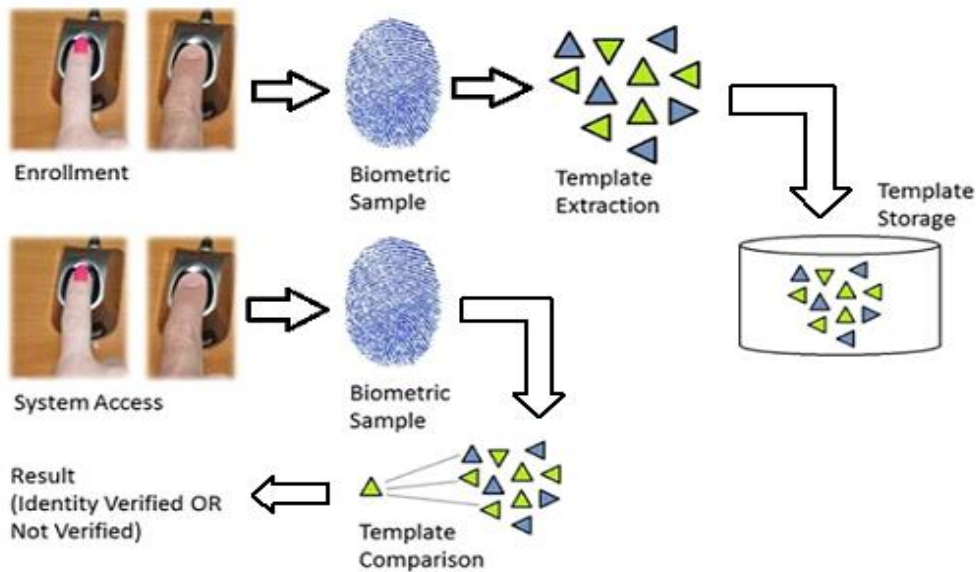 Enrollment
Biometric
Sample
Template
Extraction
Template
Storage
System Access
Biometric
Sample
Result
(Identity Verified OR
Not Verified)
Template
Comparison